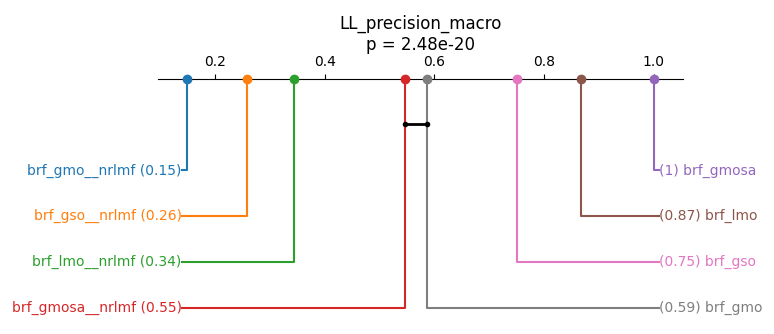 LL_precision_macro
p = 2.48e-20
0.2 0.4 0.6 0.8 1.0
brf_gmo__nrlmf (0.15) (1) brf_gmosa
brf_gso__nrlmf (0.26) (0.87) brf_lmo
brf_lmo__nrlmf (0.34) (0.75) brf_gso
brf_gmosa__nrlmf (0.55) (0.59) brf_gmo